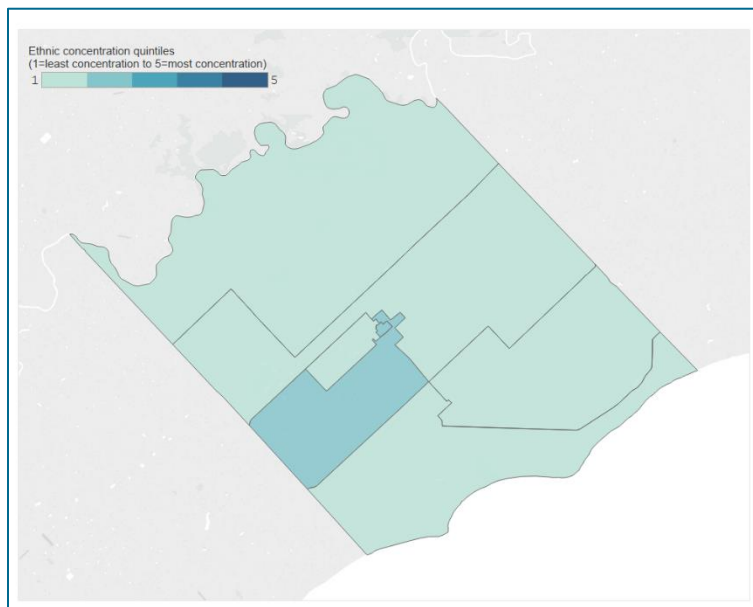 Ethnic concentration quintiles
(1=least concentration to 5=most concentration)
1 5